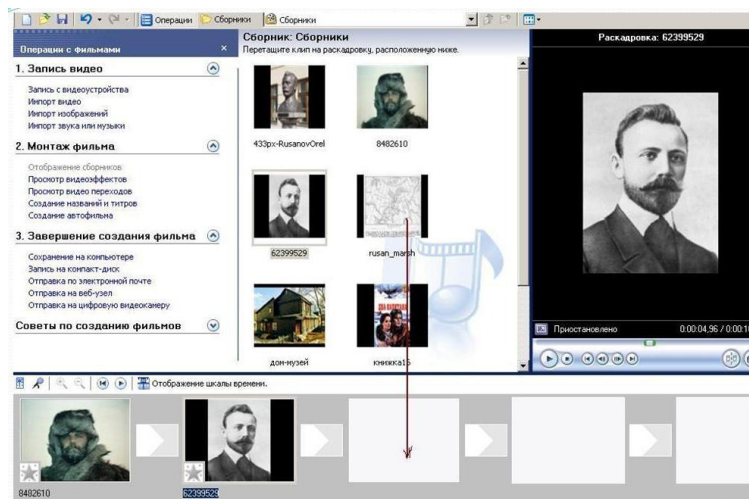 Операции
Сборники
Сборники
Операции с фильмами
1. Запись видео
Запись с видеоустройства
Импорт видео
Импорт изображений
Импорт звука или музыки
2. Монтаж фильма
Отображение сборников
Просмотр видеоэффектов
Просмотр видео переходов
Создание названий и титров
Создание автофильма
3. Завершение создания фильма
Сохранение на компьютере
Запись на компакт-диск
Отправка по электронной почте
Отправка на веб-узел
Отправка на цифровую видеокамеру
Советы по созданию фильмов
Сборник: Сборники
Перетащите клип на раскадровку, расположенную ниже.
433px-RusanovOrel
8482610
62399529
rusan_marsh
дом-музей
книжка15
Раскадровка: 62399529
Приостановлено
0:00:04,96 / 0:00:10
Отображение шкалы времени.
8482610
62399529